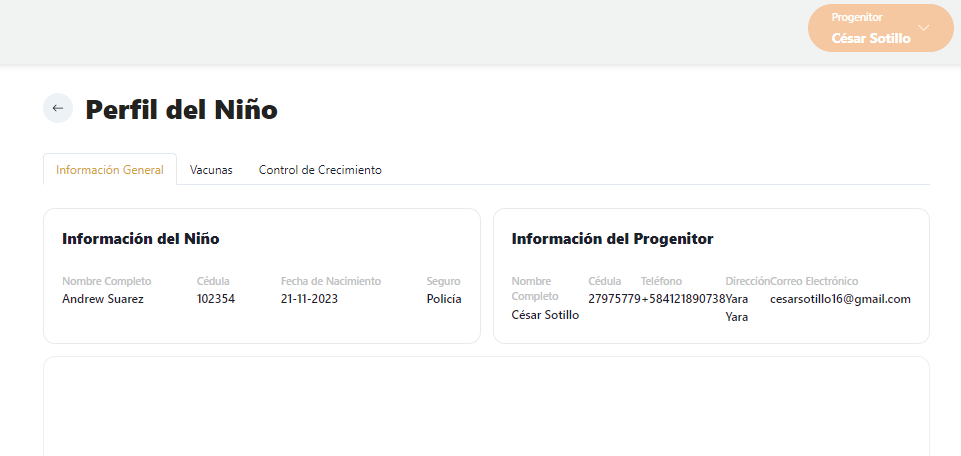 Progenitor
César Sotillo
Perfil del Niño
Información General
Vacunas
Control de Crecimiento
Información del Niño
Nombre Completo
Andrew Suarez
Cédula
102354
Fecha de Nacimiento
21-11-2023
Seguro
Policía
Información del Progenitor
Nombre
Completo
César Sotillo
Cédula
27975779
Teléfono
+584121890738
Dirección
Yara
Yara
Correo Electrónico
cesarsotillo16@gmail.com